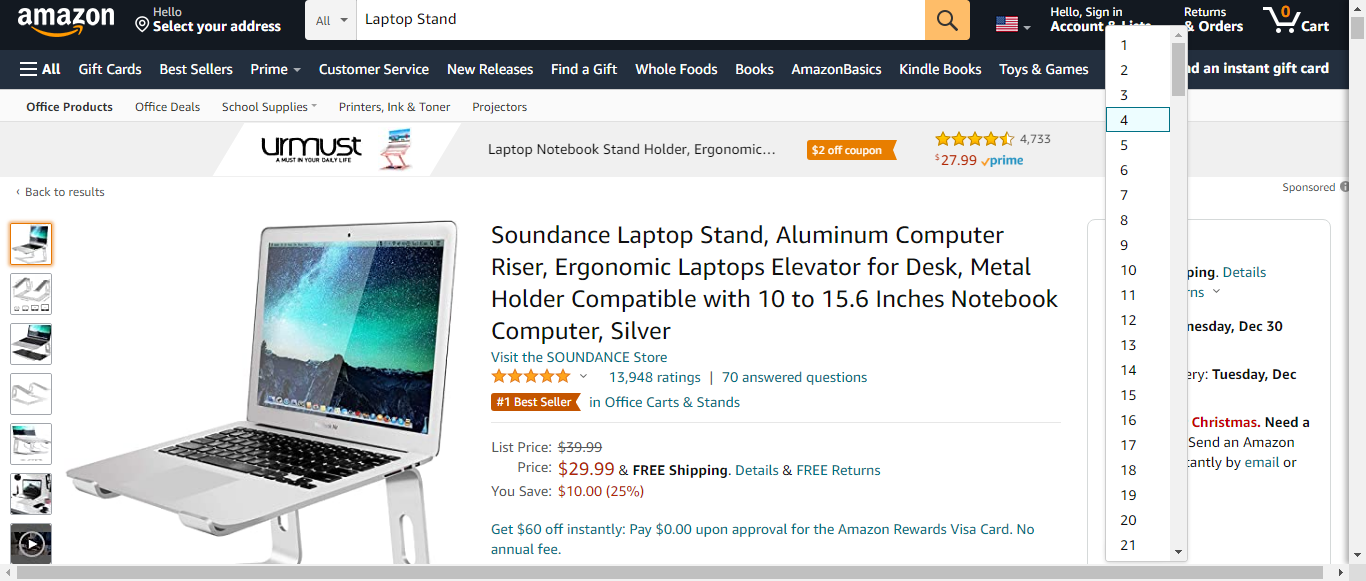 amazon
Hello
Select your address
All
Laptop Stand
Hello, Sign in
Account & Lists
Returns
& Orders
0
Cart
All
Gift Cards
Best Sellers
Prime
Customer Service
New Releases
Find a Gift
Whole Foods
Books
AmazonBasics
Kindle Books
Toys & Games
nd an instant gift card
Office Products
Office Deals
School Supplies
Printers, Ink & Toner
Projectors
urmust
A MUST IN YOUR DAILY LIFE
Laptop Notebook Stand Holder, Ergonomic...
$2 off coupon
4,733
$27.99 prime
‹ Back to results
Sponsored
Soundance Laptop Stand, Aluminum Computer
Riser, Ergonomic Laptops Elevator for Desk, Metal
Holder Compatible with 10 to 15.6 Inches Notebook
Computer, Silver
Visit the SOUNDANCE Store
13,948 ratings | 70 answered questions
#1 Best Seller in Office Carts & Stands
List Price: $39.99
Price: $29.99 & FREE Shipping. Details & FREE Returns
You Save: $10.00 (25%)
Get $60 off instantly: Pay $0.00 upon approval for the Amazon Rewards Visa Card. No
annual fee.
1
2
3
4
5
6
7
8
9
10
11
12
13
14
15
16
17
18
19
20
21
ping. Details
rns
nesday, Dec 30
ery: Tuesday, Dec
Christmas. Need a
Send an Amazon
tantly by email or